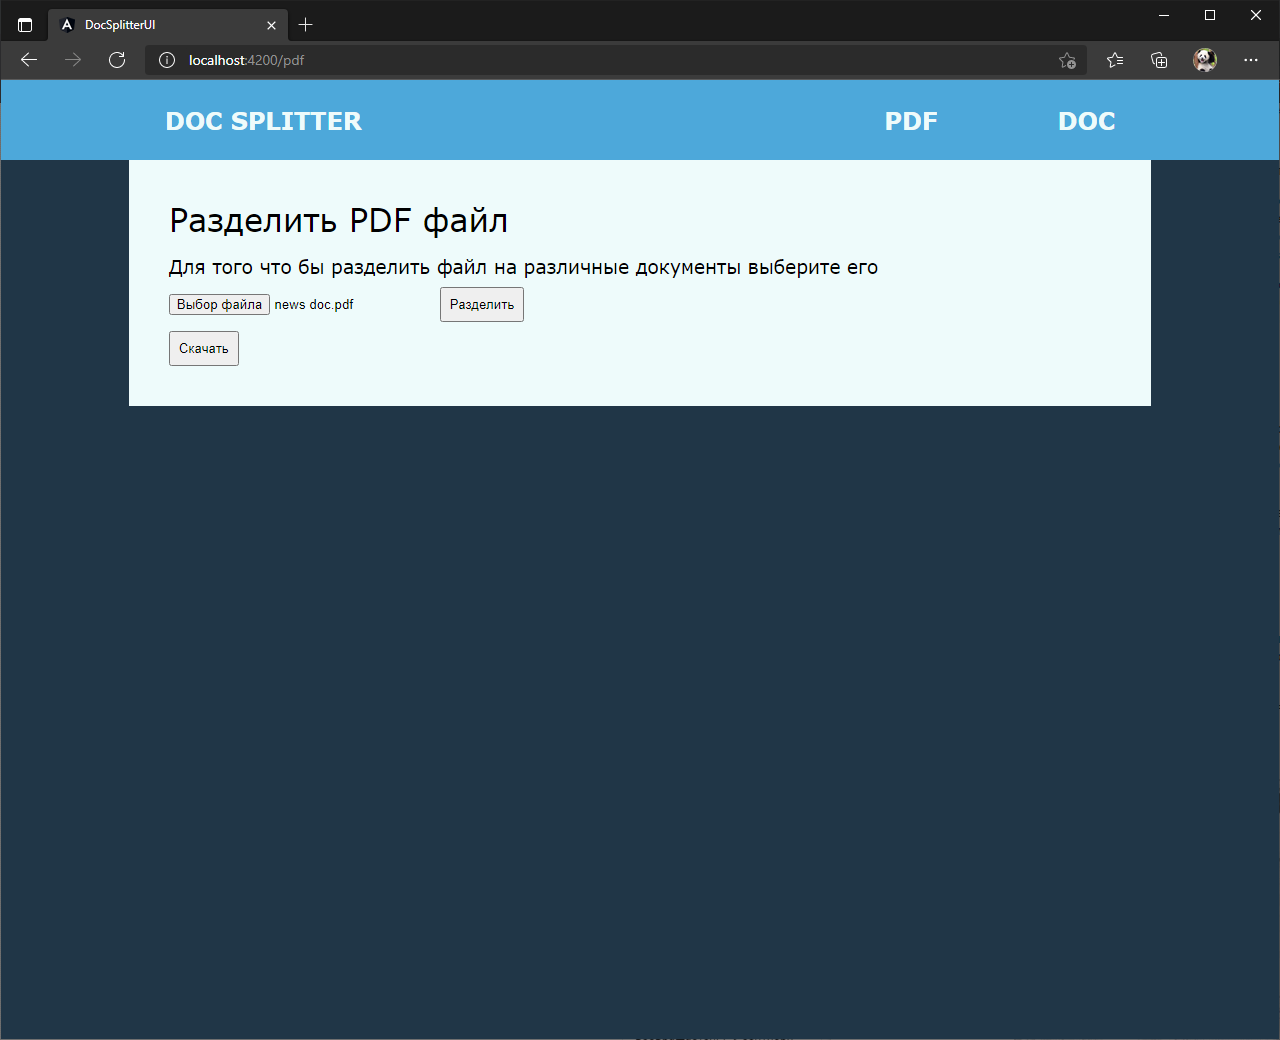 DocSplitterUI
localhost:4200/pdf
DOC SPLITTER PDF DOC
Разделить PDF файл
Для того что бы разделить файл на различные документы выберите его
Выбор файла news doc.pdf Разделить
Скачать